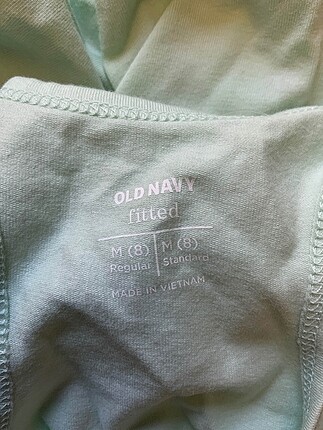 OLD NAVY
fitted
M (8) M (8)
Regular Standard
MADE IN VIETNAM